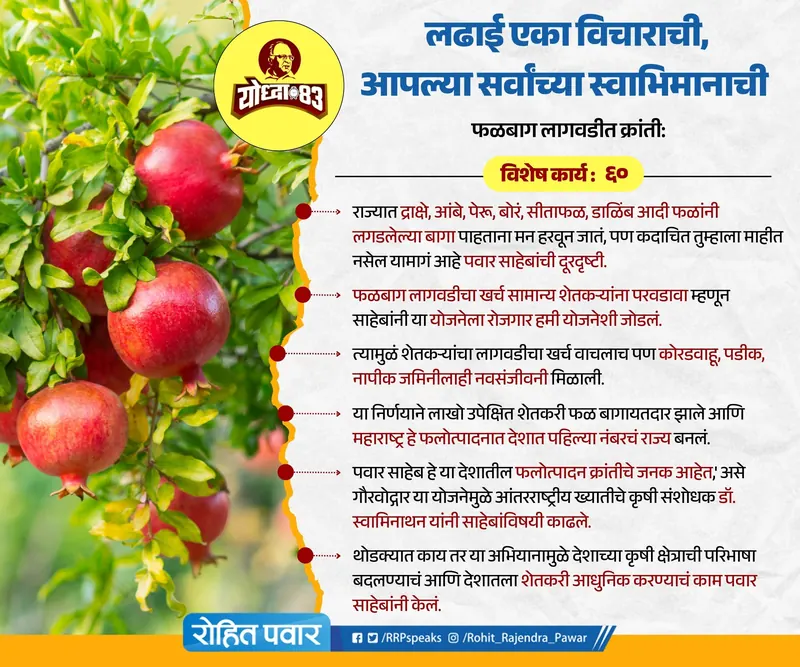 लढाई एका विचाराची,
आपल्या सर्वांच्या स्वाभिमानाची
योध्दा@८३
फळबाग लागवडीत क्रांती:
विशेष कार्य : ६०
राज्यात द्राक्षे, आंबे, पेरू, बोरं, सीताफळ, डाळिंब आदी फळांनी
लगडलेल्या बागा पाहताना मन हरवून जातं, पण कदाचित तुम्हाला माहीत
नसेल यामागं आहे पवार साहेबांची दूरदृष्टी.
फळबाग लागवडीचा खर्च सामान्य शेतकऱ्यांना परवडावा म्हणून
साहेबांनी या योजनेला रोजगार हमी योजनेशी जोडलं.
त्यामुळं शेतकऱ्यांचा लागवडीचा खर्च वाचलाच पण कोरडवाहू, पडीक,
नापीक जमिनीलाही नवसंजीवनी मिळाली.
या निर्णयाने लाखो उपेक्षित शेतकरी फळ बागायतदार झाले आणि
महाराष्ट्र हे फलोत्पादनात देशात पहिल्या नंबरचं राज्य बनलं.
पवार साहेब हे या देशातील फलोत्पादन क्रांतीचे जनक आहेत,' असे
गौरवोद्गार या योजनेमुळे आंतरराष्ट्रीय ख्यातीचे कृषी संशोधक डॉ.
स्वामिनाथन यांनी साहेबांविषयी काढले.
थोडक्यात काय तर या अभियानामुळे देशाच्या कृषी क्षेत्राची परिभाषा
बदलण्याचं आणि देशातला शेतकरी आधुनिक करण्याचं काम पवार
साहेबांनी केलं.
रोहित पवार
/RRPspeaks /Rohit_Rajendra_Pawar